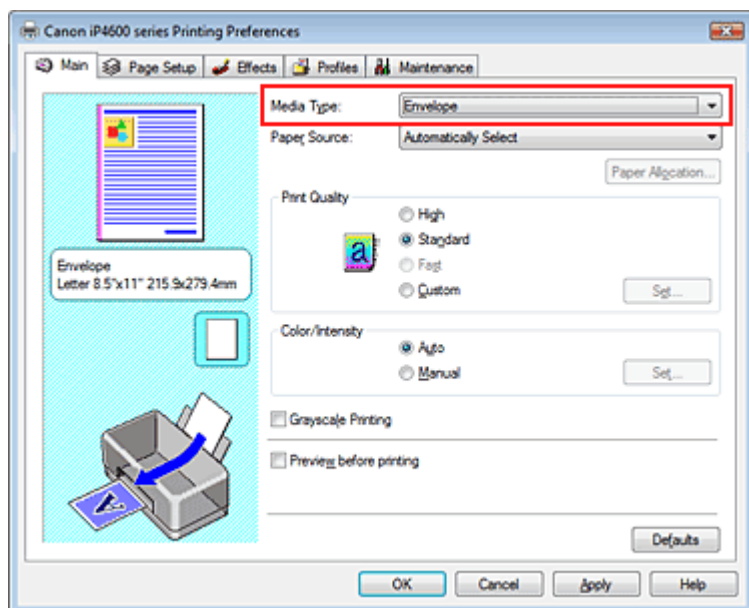 Canon iP4600 series Printing Preferences
Main Page Setup Effects Profiles Maintenance
Media Type: Envelope
Paper Source: Automatically Select
Paper Allocation...
Print Quality
High
a Standard
Fast
Envelope
Letter 8.5"x11" 215.9x279.4mm
Custom Set...
Color/Intensity
Auto
Manual Set...
Grayscale Printing
Preview before printing
A
Defaults
OK Cancel Apply Help